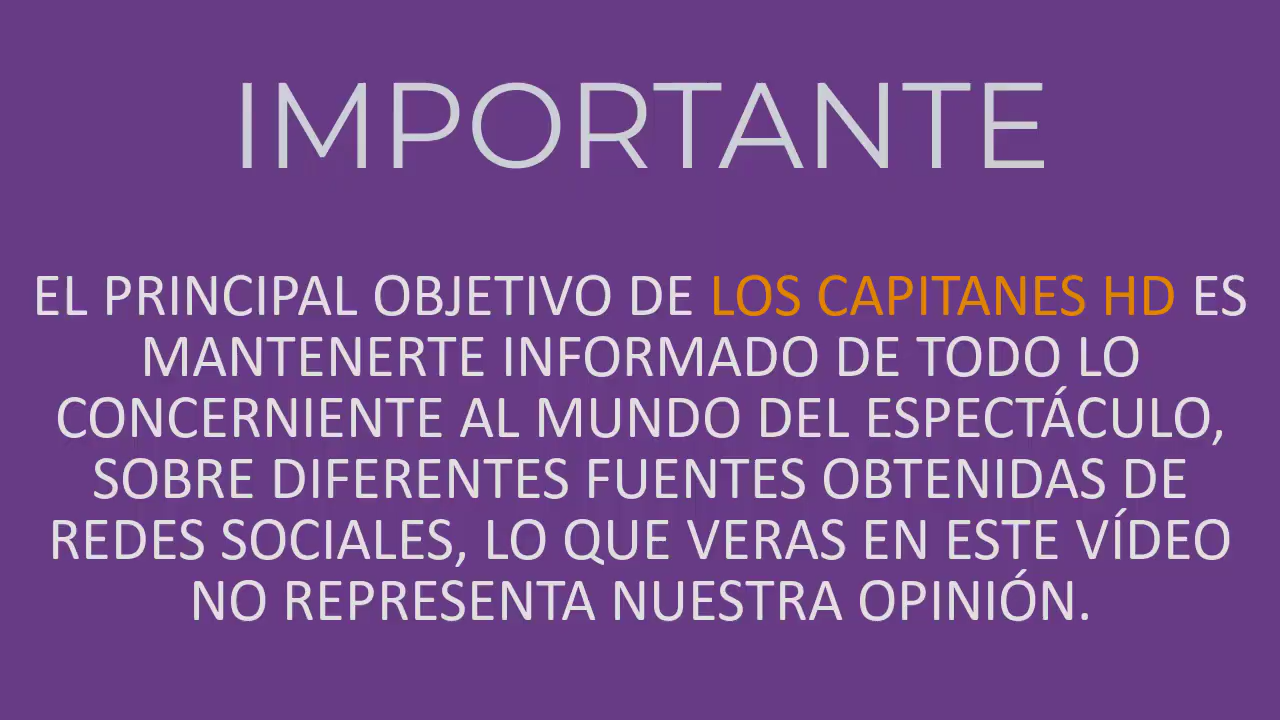 IMPORTANTE
EL PRINCIPAL OBJETIVO DE LOS CAPITANES HD ES
MANTENERTE INFORMADO DE TODO LO
CONCERNIENTE AL MUNDO DEL ESPECTÁCULO,
SOBRE DIFERENTES FUENTES OBTENIDAS DE
REDES SOCIALES, LO QUE VERAS EN ESTE VÍDEO
NO REPRESENTA NUESTRA OPINIÓN.